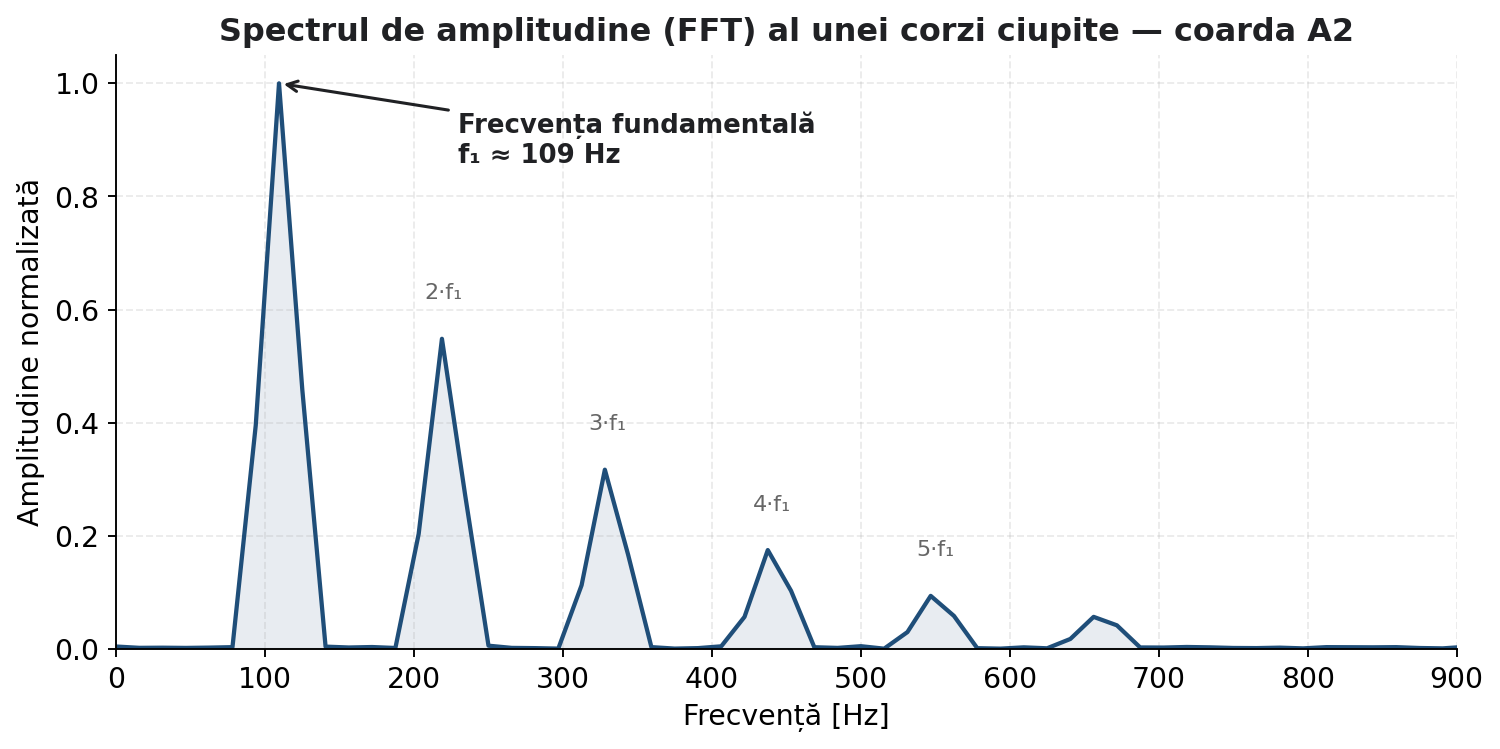 Spectrul de amplitudine (FFT) al unei corzi ciupite — coarda A2
Amplitudine normalizată
1.0
0.8
0.6
0.4
0.2
0.0
Frecvența fundamentală
f₁ ≈ 109 Hz
2·f₁
3·f₁
4·f₁
5·f₁
0 100 200 300 400 500 600 700 800 900
Frecvență [Hz]